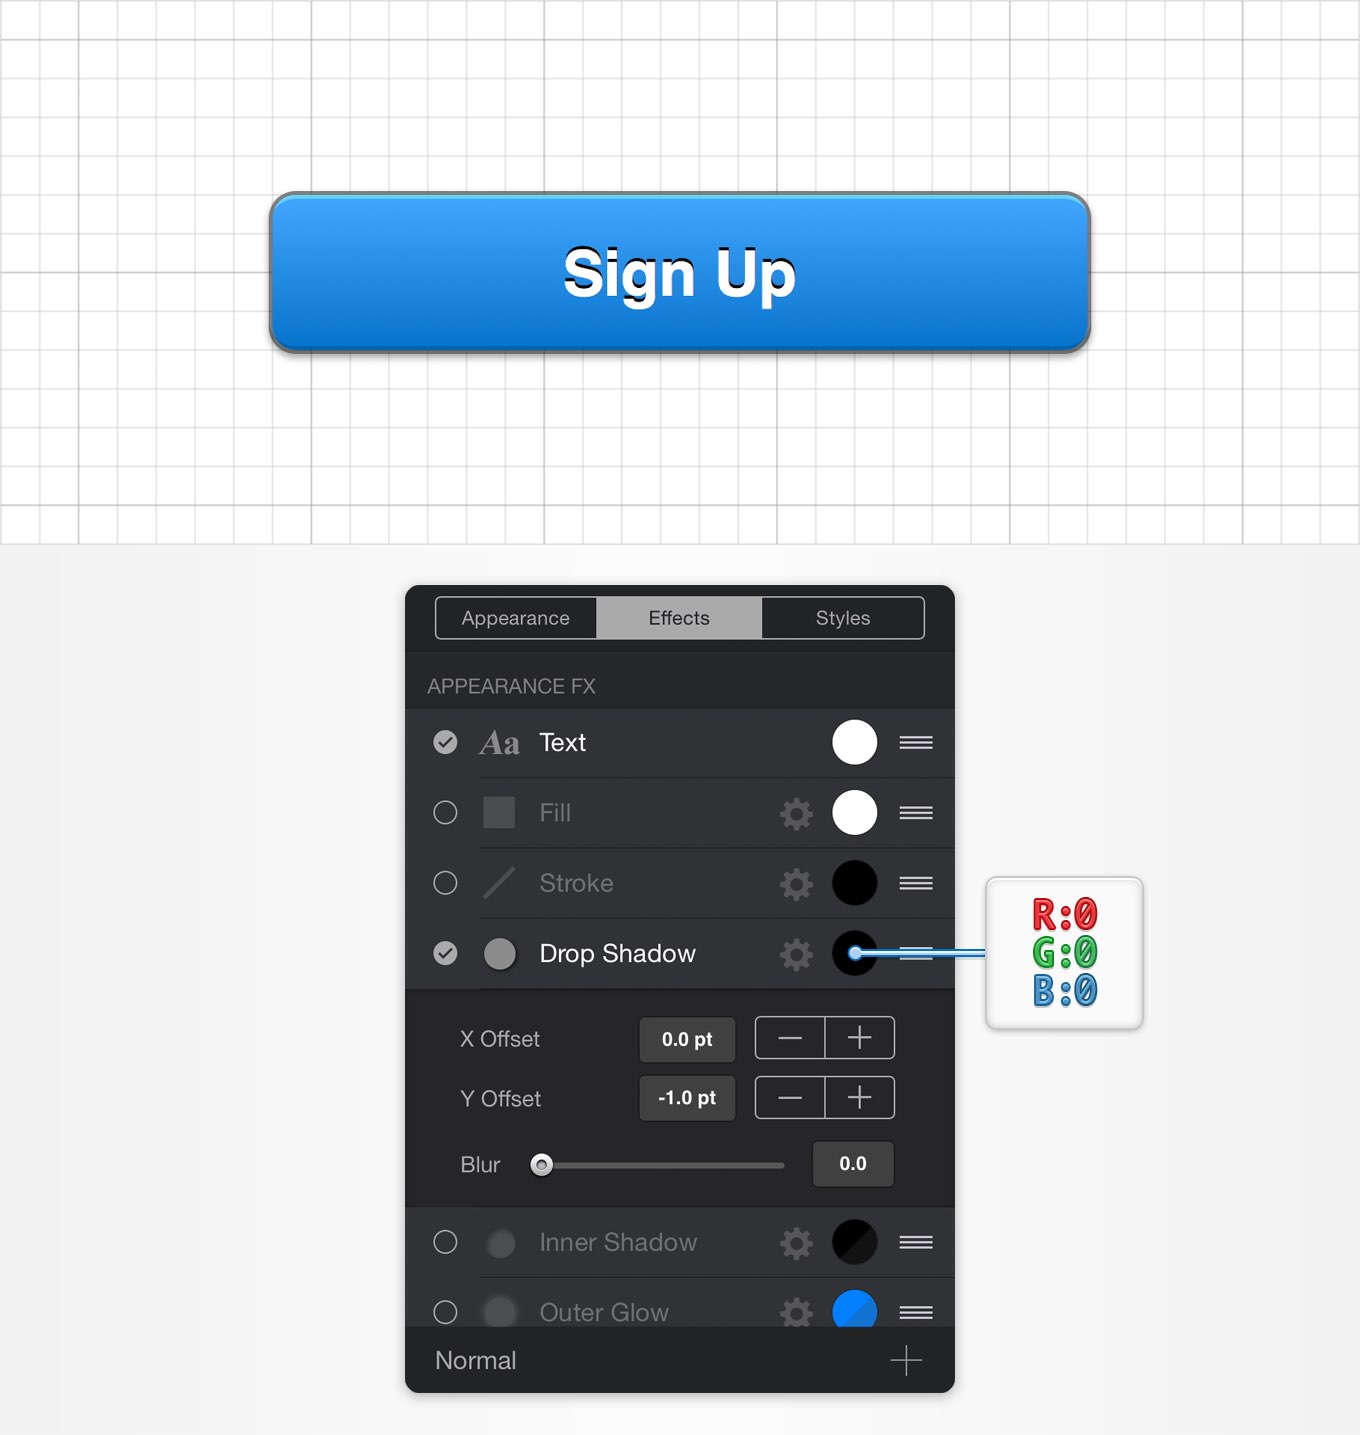 Sign Up
Appearance Effects Styles
APPEARANCE FX
Aa Text
Fill
Stroke
Drop Shadow
R:0
G:0
B:0
X Offset 0.0 pt
Y Offset -1.0 pt
Blur 0.0
Inner Shadow
Outer Glow
Normal